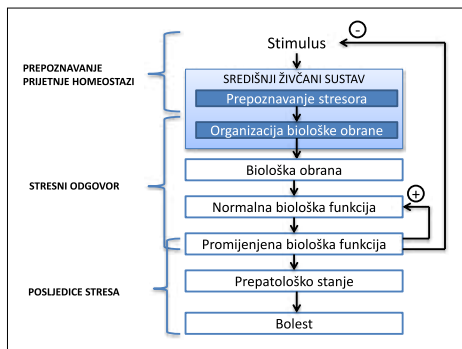 -
Stimulus
PREPOZNAVANJE
PRIJETNJE HOMEOSTAZI
SREDIŠNJI ŽIVČANI SUSTAV
Prepoznavanje stresora
Organizacija biološke obrane
Biološka obrana
STRESNI ODGOVOR
Normalna biološka funkcija
+
Promijenjena biološka funkcija
Prepatološko stanje
POSLJEDICE STRESA
Bolest